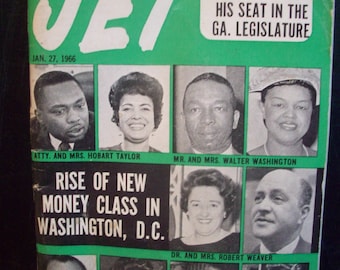 JET
HIS SEAT IN THE
GA. LEGISLATURE
JAN. 27, 1966
ATTY. AND MRS. HOBART TAYLOR
MR. AND MRS. WALTER WASHINGTON
RISE OF NEW
MONEY CLASS IN
WASHINGTON, D.C.
DR. AND MRS. ROBERT WEAVER